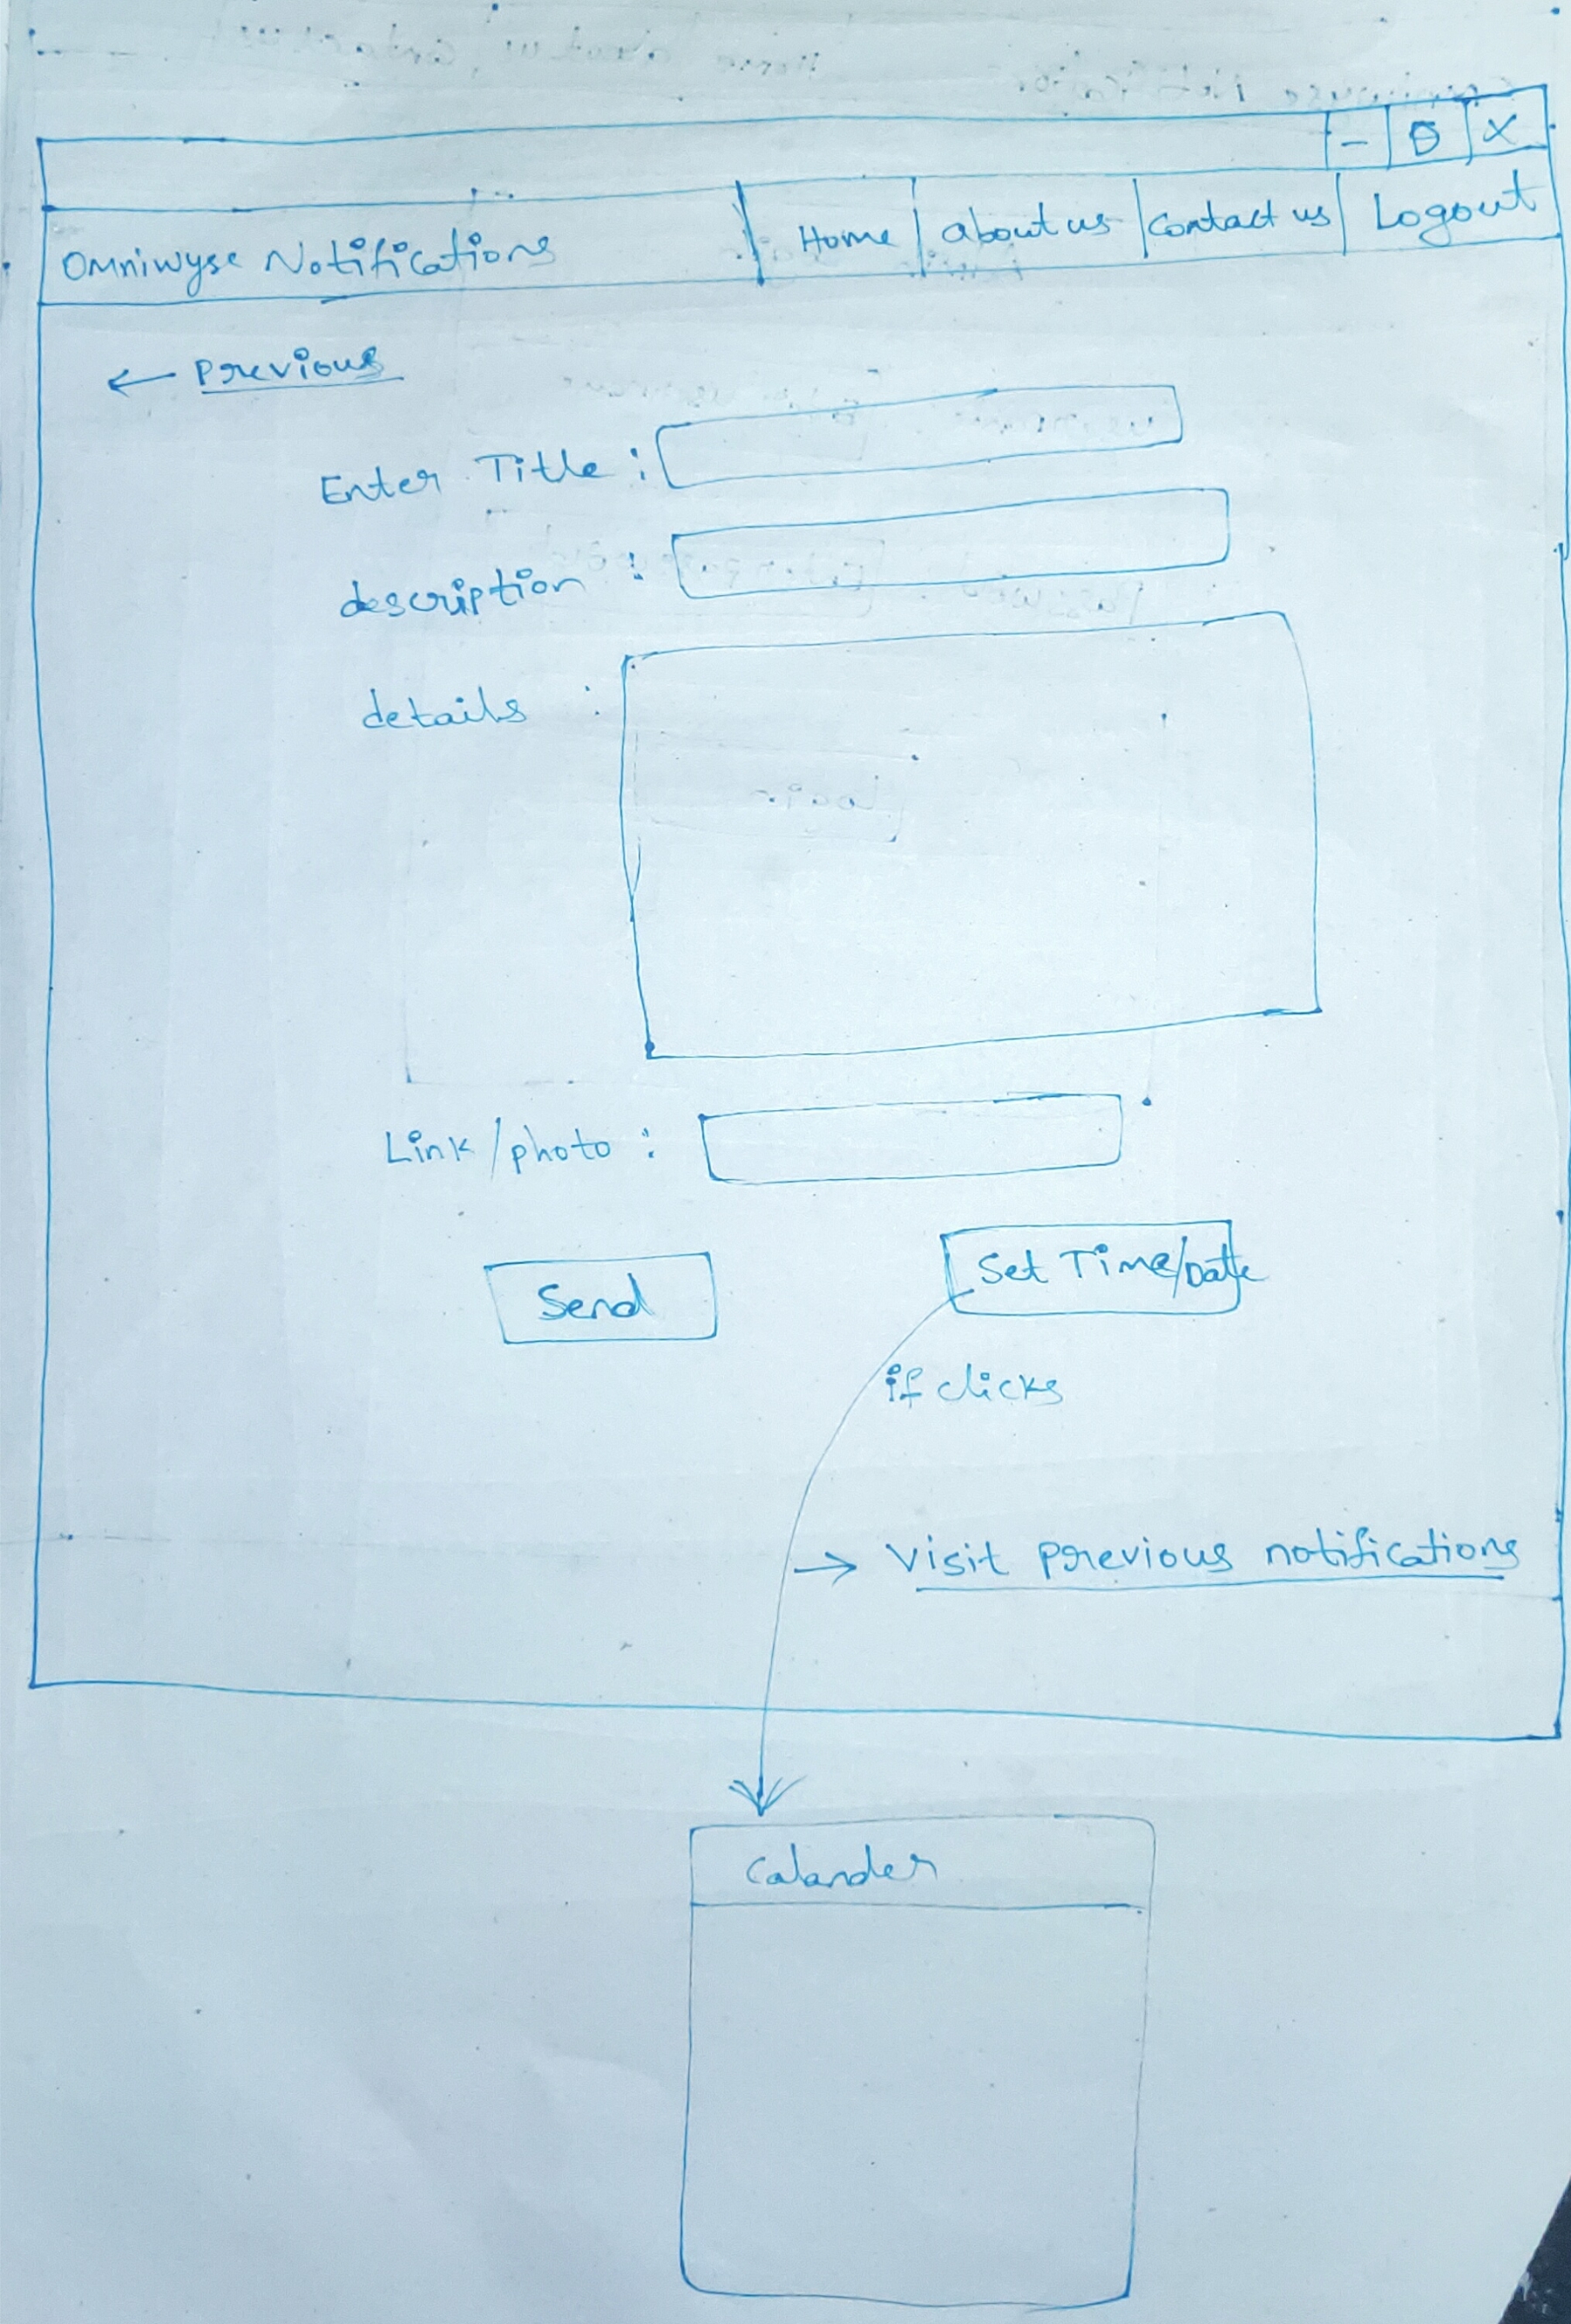 - O X
Omniwyse Notifications Home about us contact us Logout
← Previous
Enter Title :
description :
details :
Link/photo :
Send Set Time/Date
if clicks
→ Visit previous notifications
Calander